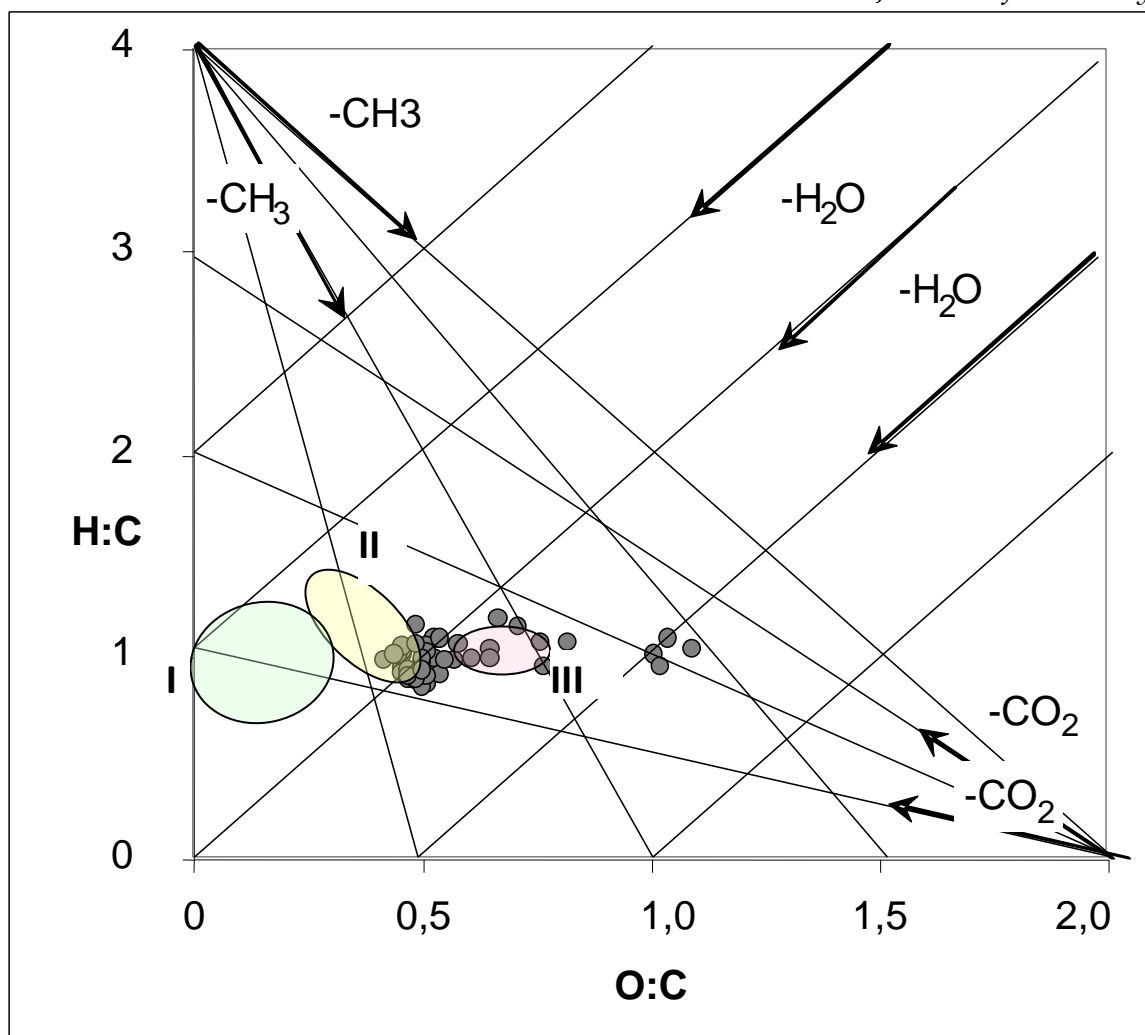 4
-CH3
-CH₃
-H₂O
3
-H₂O
2
H:C
II
1
I
III
-CO₂
-CO₂
0
0 0,5 1,0 1,5 2,0
O:C